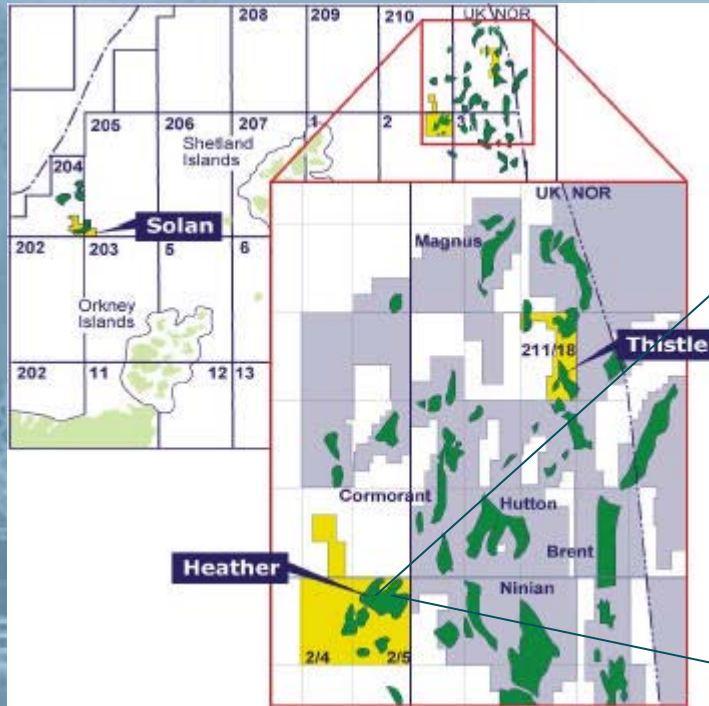 208
209
210
UK NOR
205
206
207
1
2
3
Shetland
Islands
204
Solan
202
203
5
6
Orkney
Islands
202
11
12
13
UK NOR
Magnus
211/18
Thistle
Cormorant
Hutton
Brent
Heather
Ninian
2/4
2/5